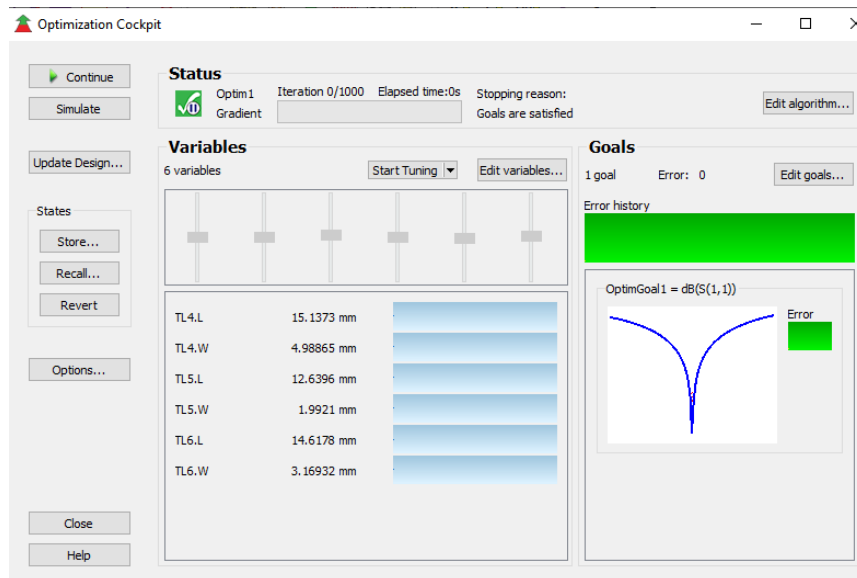 Optimization Cockpit
Continue
Simulate
Update Design...
States
Store...
Recall...
Revert
Options...
Close
Help
Status
Optim1 Iteration 0/1000 Elapsed time:0s Stopping reason:
Gradient Goals are satisfied
Edit algorithm...
Variables
6 variables Start Tuning Edit variables...
TL4.L 15.1373 mm
TL4.W 4.98865 mm
TL5.L 12.6396 mm
TL5.W 1.9921 mm
TL6.L 14.6178 mm
TL6.W 3.16932 mm
Goals
1 goal Error: 0 Edit goals...
Error history
OptimGoal1 = dB(S(1,1))
Error